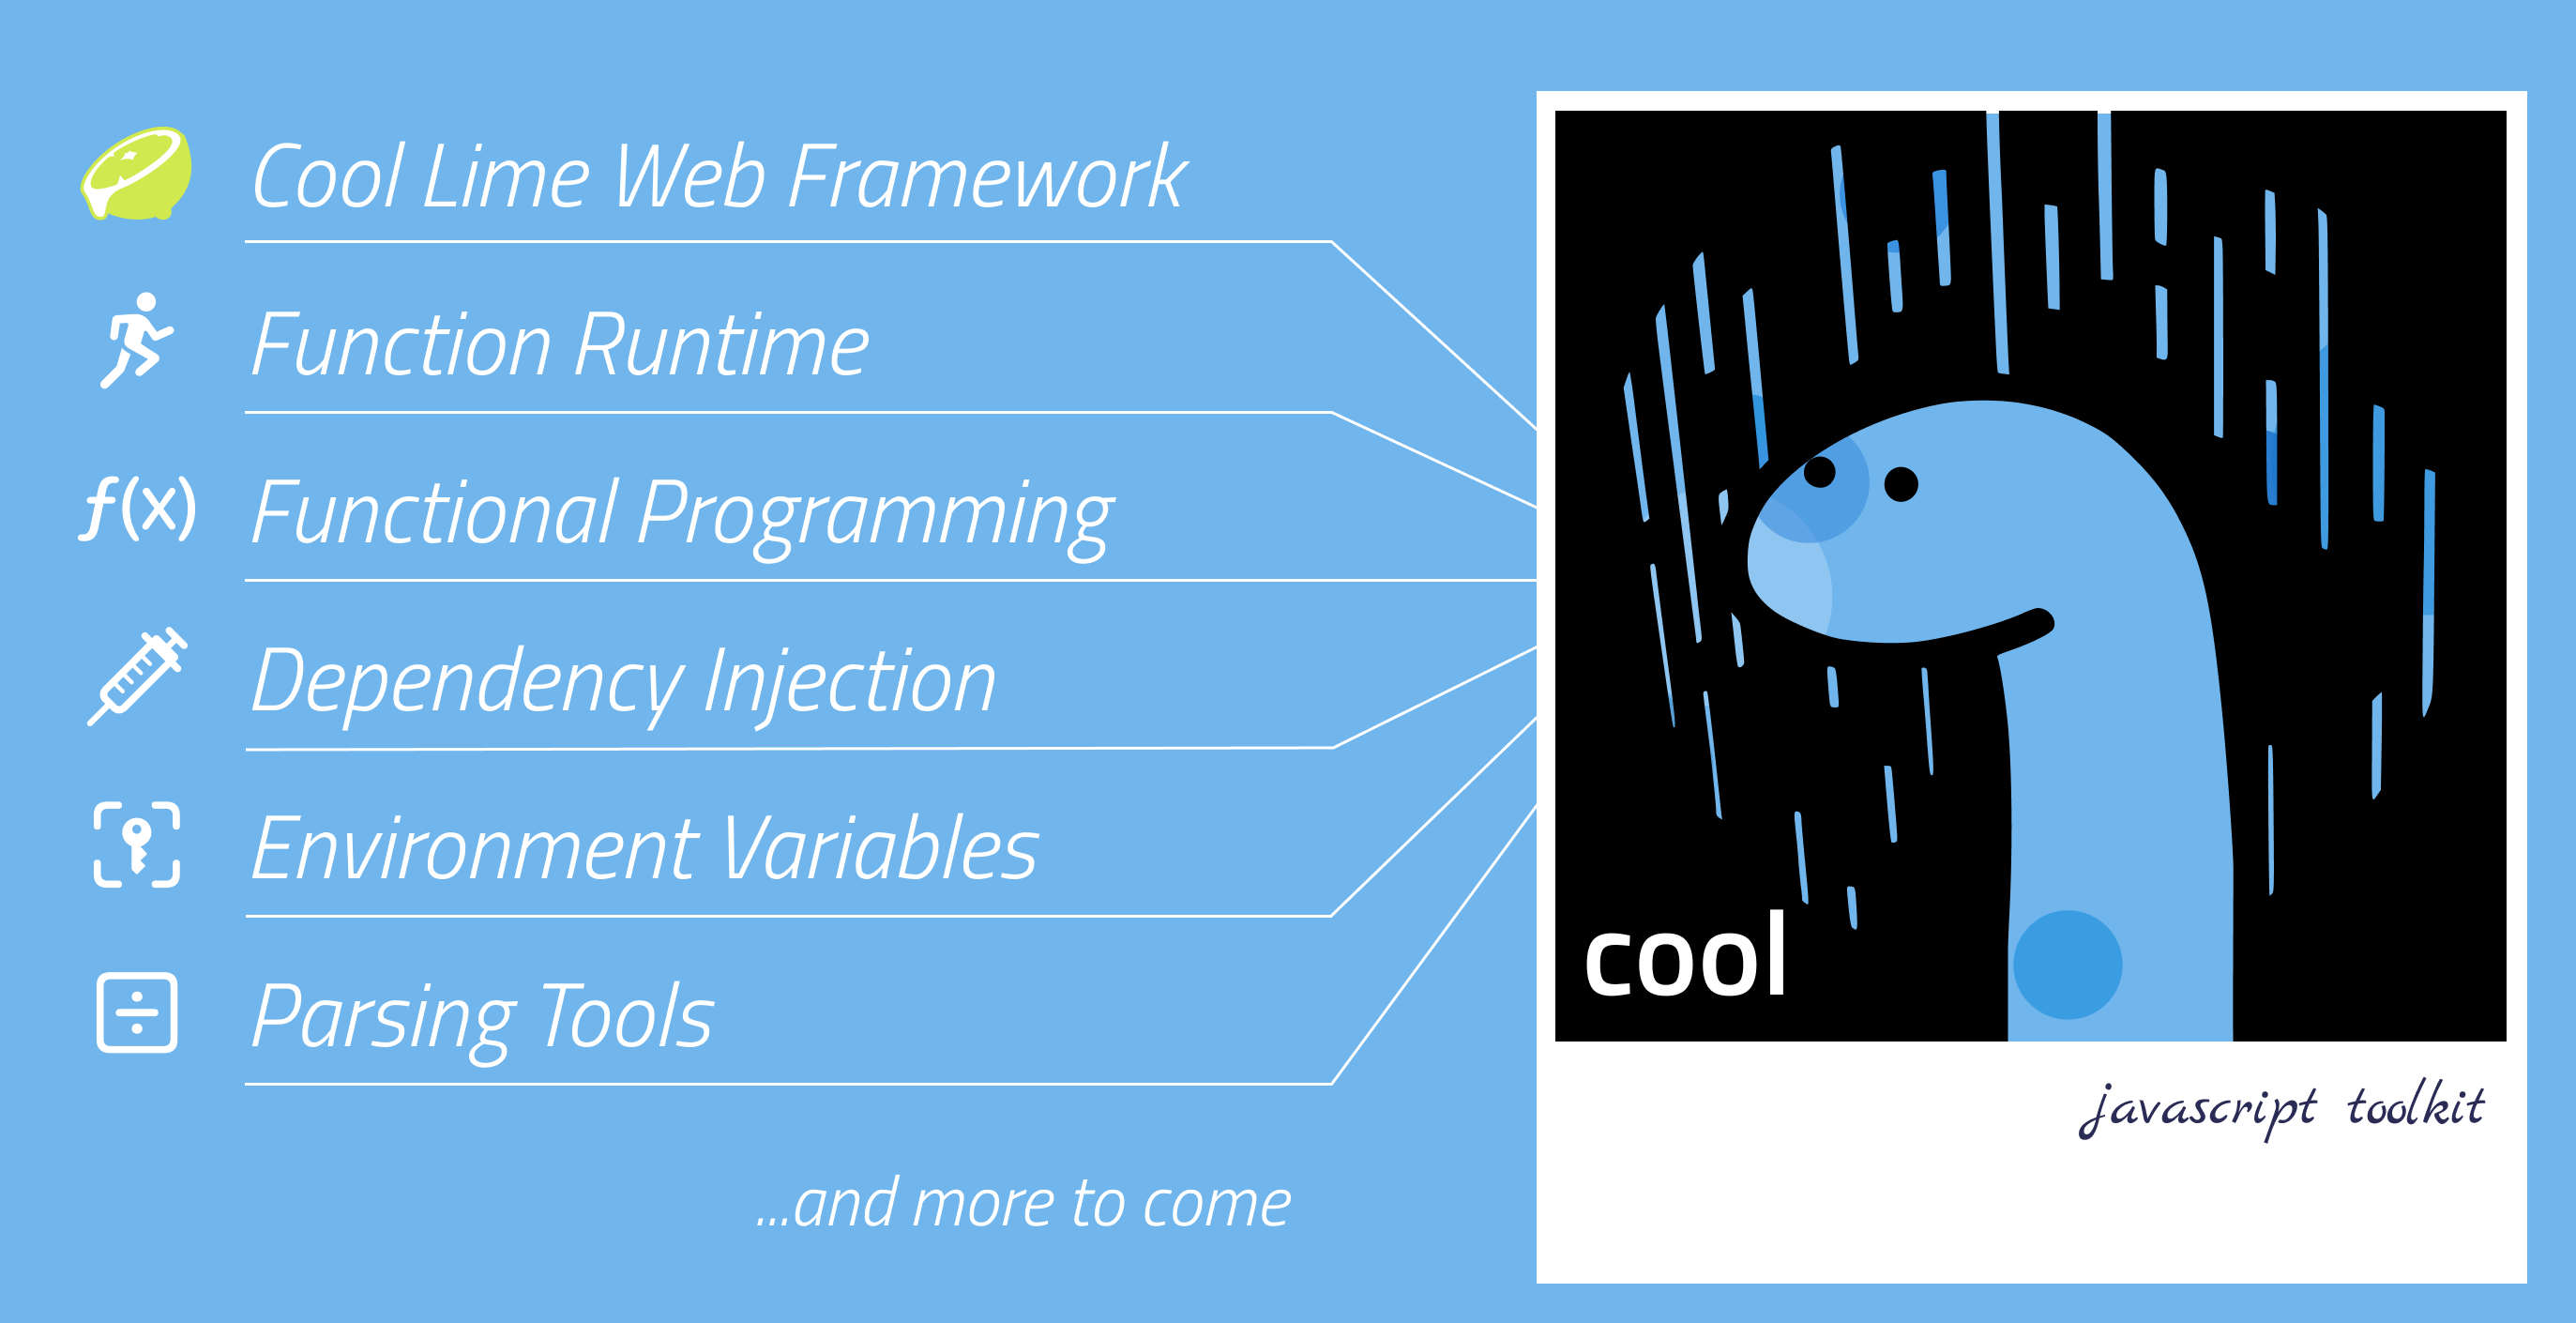 Cool Lime Web Framework
Function Runtime
f(x) Functional Programming
Dependency Injection
Environment Variables
Parsing Tools
...and more to come
cool
javascript toolkit